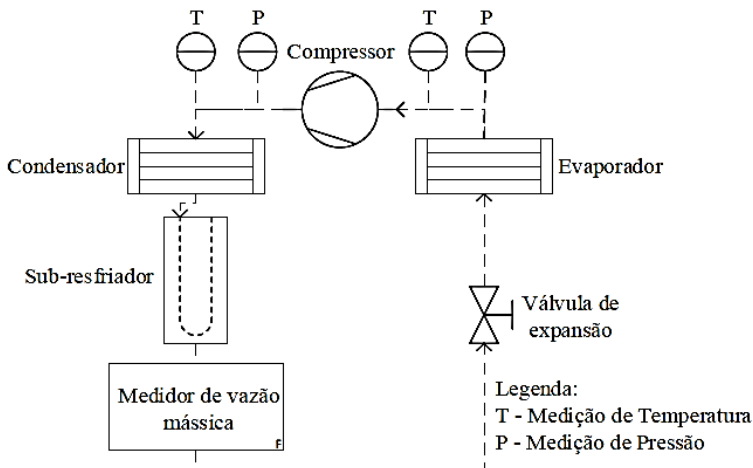 T
P
Compressor
T
P
Condensador
Evaporador
Sub-resfriador
Válvula de
expansão
Medidor de vazão
mássica
F
Legenda:
T - Medição de Temperatura
P - Medição de Pressão